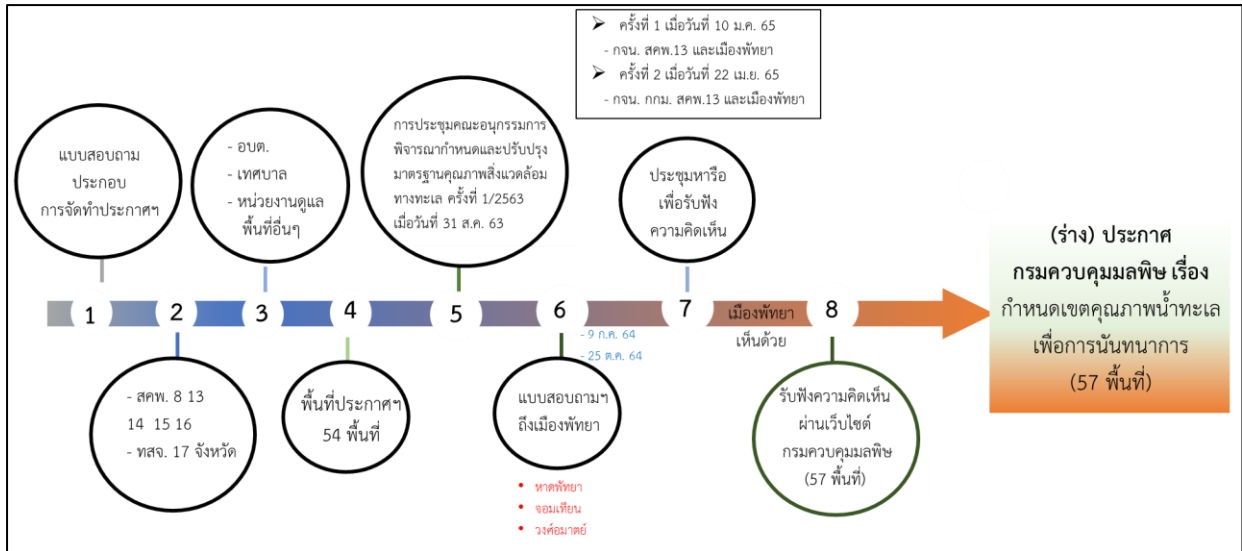 ➤ ครั้งที่ 1 เมื่อวันที่ 10 ม.ค. 65
- กจน. สคพ.13 และเมืองพัทยา
➤ ครั้งที่ 2 เมื่อวันที่ 22 เม.ย. 65
- กจน. กกม. สคพ.13 และเมืองพัทยา
แบบสอบถาม
ประกอบ
การจัดทำประกาศฯ
- อบต.
- เทศบาล
- หน่วยงานดูแล
พื้นที่อื่นๆ
การประชุมคณะอนุกรรมการ
พิจารณากำหนดและปรับปรุง
มาตรฐานคุณภาพสิ่งแวดล้อม
ทางทะเล ครั้งที่ 1/2563
เมื่อวันที่ 31 ส.ค. 63
ประชุมหารือ
เพื่อรับฟัง
ความคิดเห็น
1
2
3
4
5
6
7
เมืองพัทยา
เห็นด้วย
8
- 9 ก.ค. 64
- 25 ต.ค. 64
- สคพ. 8 13
14 15 16
- ทสจ. 17 จังหวัด
พื้นที่ประกาศฯ
54 พื้นที่
แบบสอบถามฯ
ถึงเมืองพัทยา
• หาดพัทยา
• จอมเทียน
• วงศ์อมาตย์
รับฟังความคิดเห็น
ผ่านเว็บไซต์
กรมควบคุมมลพิษ
(57 พื้นที่)
(ร่าง) ประกาศ
กรมควบคุมมลพิษ เรื่อง
กำหนดเขตคุณภาพน้ำทะเล
เพื่อการนันทนาการ
(57 พื้นที่)